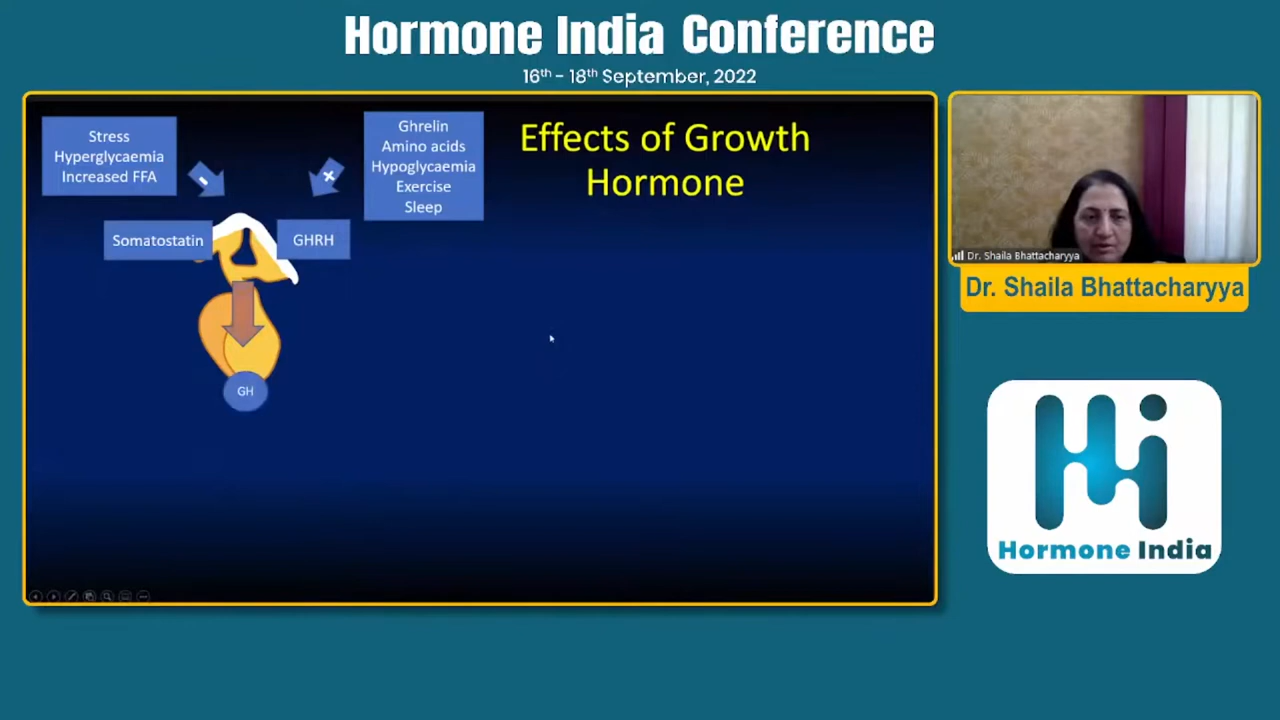 Hormone India Conference
16th - 18th September, 2022
Stress
Hyperglycaemia
Increased FFA
-
+
Ghrelin
Amino acids
Hypoglycaemia
Exercise
Sleep
Effects of Growth
Hormone
Somatostatin
GHRH
GH
Dr. Shaila Bhattacharyya
Dr. Shaila Bhattacharyya
Hi
Hormone India